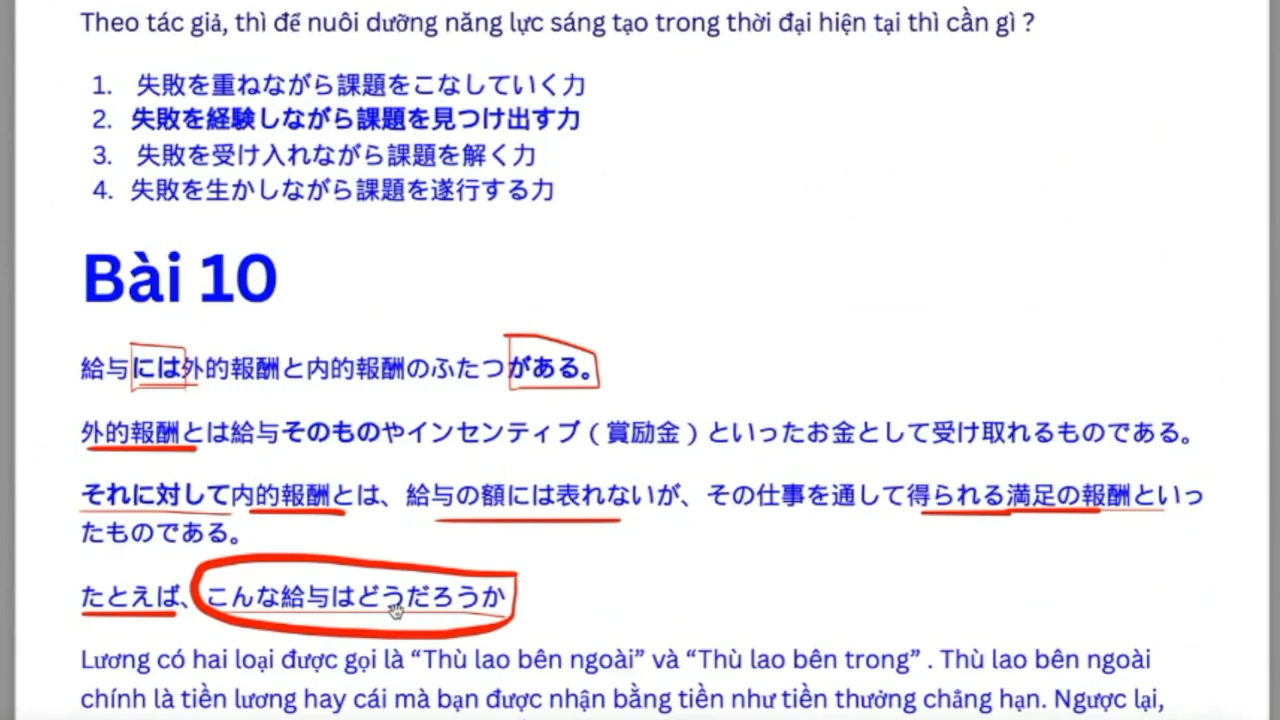 Theo tác giả, thì để nuôi dưỡng năng lực sáng tạo trong thời đại hiện tại thì cần gì ?
1. 失敗を重ねながら課題をこなしていく力
2. 失敗を経験しながら課題を見つけ出す力
3. 失敗を受け入れながら課題を解く力
4. 失敗を生かしながら課題を遂行する力
Bài 10
給与には外的報酬と内的報酬のふたつがある。
外的報酬とは給与そのものやインセンティブ（賞励金）といったお金として受け取れるものである。
それに対して内的報酬とは、給与の額には表れないが、その仕事を通して得られる満足の報酬といっ
たものである。
たとえば、こんな給与はどうだろうか
Lương có hai loại được gọi là “Thù lao bên ngoài” và “Thù lao bên trong” . Thù lao bên ngoài
chính là tiền lương hay cái mà bạn được nhận bằng tiền như tiền thưởng chẳng hạn. Ngược lại,